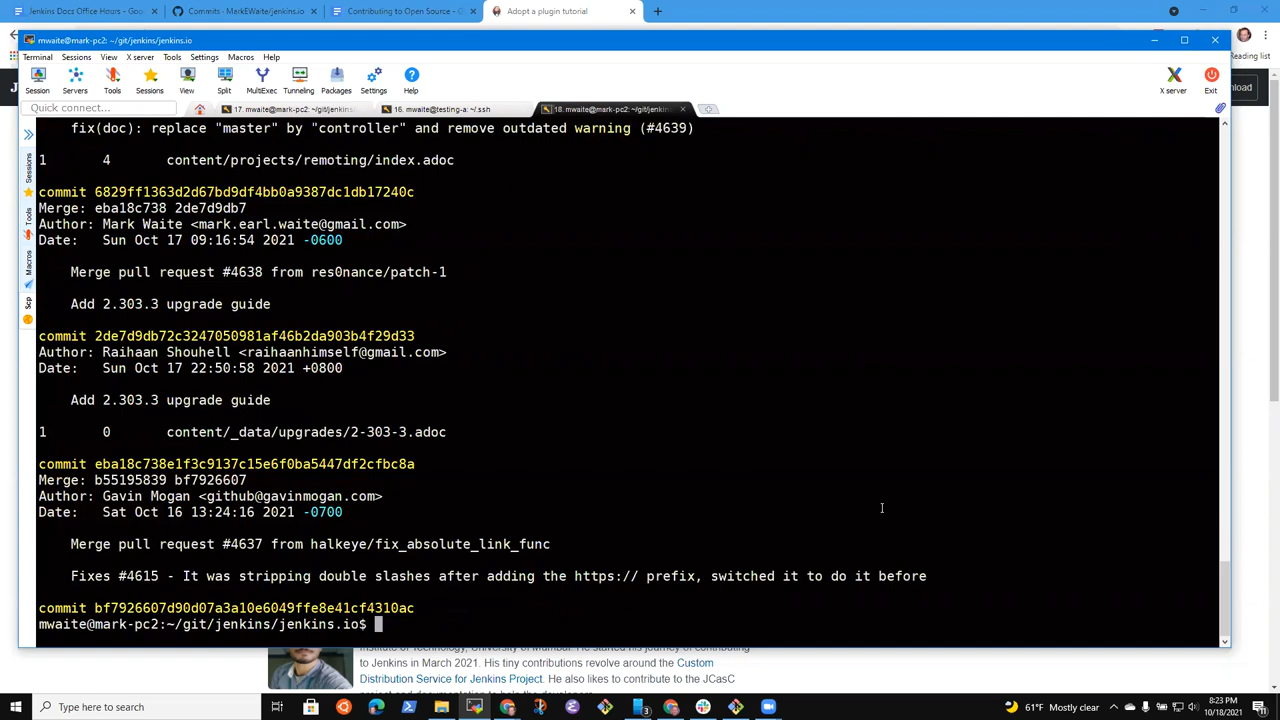 Jenkins Docs Office Hours - Goo
Commits · MarkEWaite/jenkins.io
Contributing to Open Source - G
Adopt a plugin tutorial
mwaite@mark-pc2: ~/git/jenkins/jenkins.io
Terminal Sessions View X server Tools Settings Macros Help
Reading list
Session Servers Tools Sessions View Split MultiExec Tunneling Packages Settings Help X server Exit
Quick connect...
17. mwaite@mark-pc2: ~/git/jenkins
16. mwaite@testing-a: ~/.ssh
18. mwaite@mark-pc2: ~/git/jenkin
Sessions
Tools
Macros
Scp
fix(doc): replace "master" by "controller" and remove outdated warning (#4639)
1 4 content/projects/remoting/index.adoc
commit 6829ff1363d2d67bd9df4bb0a9387dc1db17240c
Merge: eba18c738 2de7d9db7
Author: Mark Waite <mark.earl.waite@gmail.com>
Date: Sun Oct 17 09:16:54 2021 -0600
Merge pull request #4638 from res0nance/patch-1
Add 2.303.3 upgrade guide
commit 2de7d9db72c3247050981af46b2da903b4f29d33
Author: Raihaan Shouhell <raihaanhimself@gmail.com>
Date: Sun Oct 17 22:50:58 2021 +0800
Add 2.303.3 upgrade guide
1 0 content/_data/upgrades/2-303-3.adoc
commit eba18c738e1f3c9137c15e6f0ba5447df2cfbc8a
Merge: b55195839 bf7926607
Author: Gavin Mogan <github@gavinmogan.com>
Date: Sat Oct 16 13:24:16 2021 -0700
Merge pull request #4637 from halkeye/fix_absolute_link_func
Fixes #4615 - It was stripping double slashes after adding the https:// prefix, switched it to do it before
commit bf7926607d90d07a3a10e6049ffe8e41cf4310ac
mwaite@mark-pc2:~/git/jenkins/jenkins.io$
Institute of Technology, University of Mumbai. He started his journey of contributing
to Jenkins in March 2021. His tiny contributions revolve around the Custom
Distribution Service for Jenkins Project. He also likes to contribute to the JCasC
Type here to search
61°F Mostly clear
8:23 PM
10/18/2021